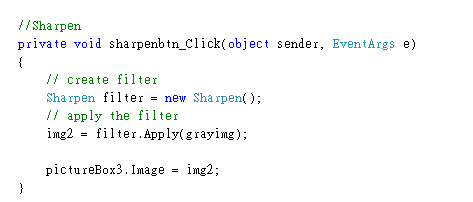 //Sharpen
private void sharpenbtn_Click(object sender, EventArgs e)
{
    // create filter
    Sharpen filter = new Sharpen();
    // apply the filter
    img2 = filter.Apply(grayimg);

    pictureBox3.Image = img2;
}